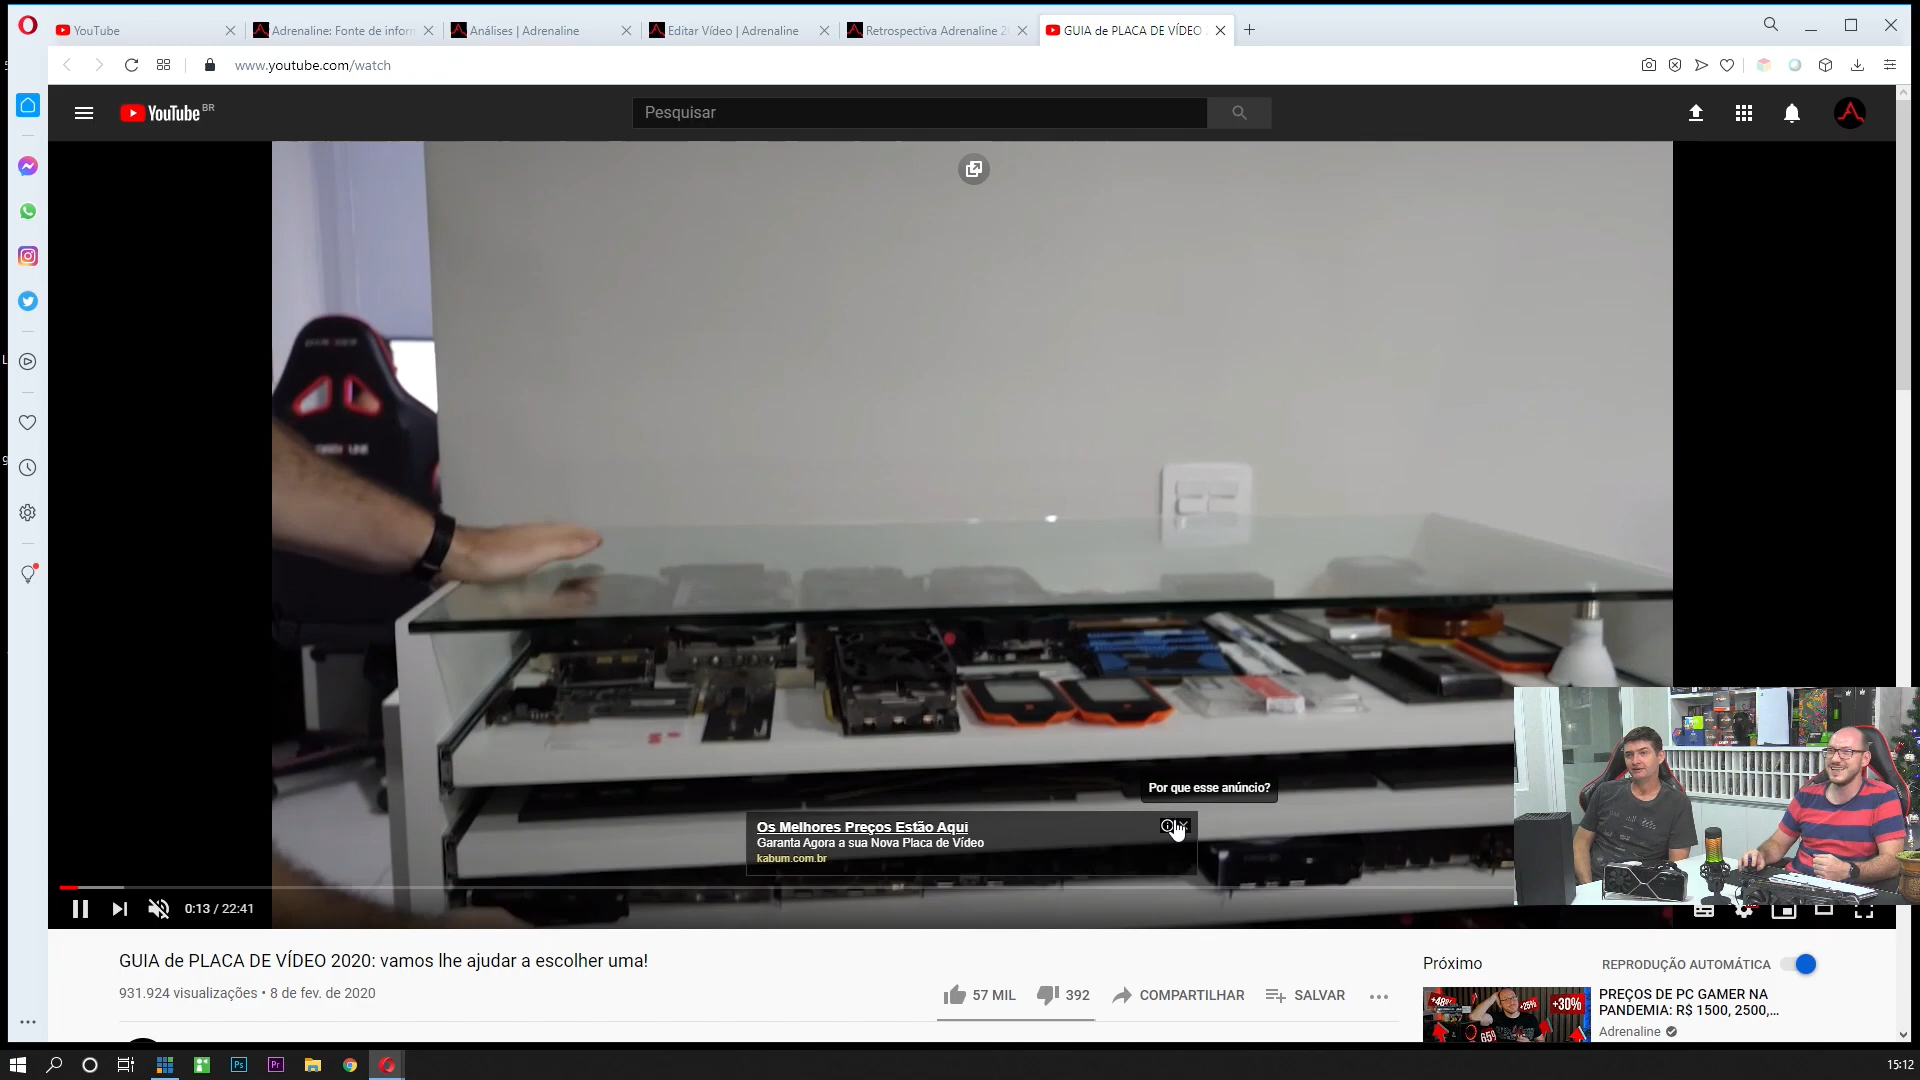 YouTube
Adrenaline: Fonte de inforn
Análises | Adrenaline
Editar Vídeo | Adrenaline
Retrospectiva Adrenaline 2
GUIA de PLACA DE VÍDEO
www.youtube.com/watch
YouTube BR
Pesquisar
Por que esse anúncio?
Os Melhores Preços Estão Aqui
Garanta Agora a sua Nova Placa de Vídeo
kabum.com.br
0:13 / 22:41
GUIA de PLACA DE VÍDEO 2020: vamos lhe ajudar a escolher uma!
931.924 visualizações • 8 de fev. de 2020
57 MIL
392
COMPARTILHAR
SALVAR
Próximo
REPRODUÇÃO AUTOMÁTICA
+30%
PREÇOS DE PC GAMER NA
PANDEMIA: R$ 1500, 2500,...
Adrenaline
Ps
Pr
15:12